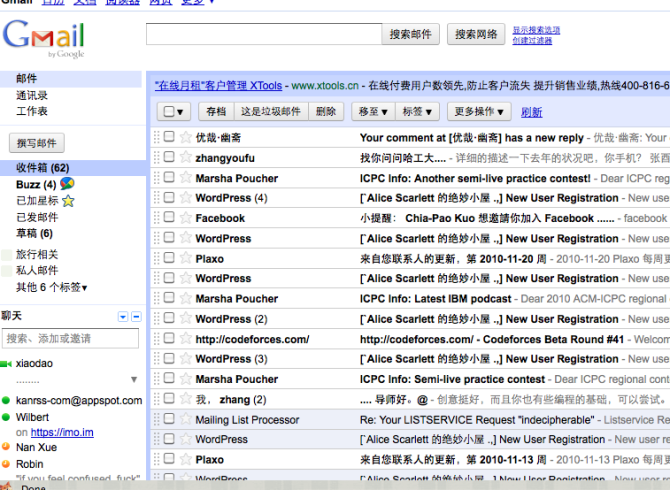 Gmail 日历 文档 阅读器 网页 更多 ▼
Gmail
by Google
搜索邮件 搜索网络
显示搜索选项
创建过滤器
邮件
通讯录
工作表
撰写邮件
收件箱 (62)
Buzz (4)
已加星标
已发邮件
草稿 (6)
旅行相关
私人邮件
其他 6 个标签▼
聊天
搜索、添加或邀请
xiaodao
........
kanrss-com@appspot.com
Wilbert
on https://imo.im
Nan Xue
Robin
"If you feel confused, fuck"
Done
"在线月租"客户管理 XTools - www.xtools.cn - 在线付费用户数领先,防止客户流失 提升销售业绩,热线400-816-6
存档 这是垃圾邮件 删除 移至▼ 标签▼ 更多操作▼ 刷新
优哉·幽斋 Your comment at [优哉·幽斋] has a new reply - 优哉·幽斋: Your
zhangyoufu 找你问问哈工大.... - 详细的描述一下去年的状况吧，你手机？ 张酉
Marsha Poucher ICPC Info: Another semi-live practice contest! - Dear ICPC reg
WordPress (4) [`Alice Scarlett 的绝妙小屋 .,] New User Registration - New use
Facebook 小提醒： Chia-Pao Kuo 想邀請你加入 Facebook ...... - facebook
WordPress [`Alice Scarlett 的绝妙小屋 .,] New User Registration - New use
Plaxo 来自您联系人的更新，第 2010-11-20 周 - 2010-11-20 Plaxo 每周更
WordPress [`Alice Scarlett 的绝妙小屋 .,] New User Registration - New use
Marsha Poucher ICPC Info: Latest IBM podcast - Dear 2010 ACM-ICPC regional
WordPress (2) [`Alice Scarlett 的绝妙小屋 .,] New User Registration - New use
http://codeforces.com/ http://codeforces.com/ - Codeforces Beta Round #41 - Welcom
WordPress (3) [`Alice Scarlett 的绝妙小屋 .,] New User Registration - New use
Marsha Poucher ICPC Info: Semi-live practice contest - Dear ICPC regional com
我， zhang (2) .... 导师好。@ - 创意挺好，而且你也有些编程的基础，可以尝试。
Mailing List Processor Re: Your LISTSERVICE Request "indecipherable" - Listservice Re
WordPress [`Alice Scarlett 的绝妙小屋 .,] New User Registration - New user re
Plaxo 来自您联系人的更新，第 2010-11-13 周 - 2010-11-13 Plaxo 每周更
WordPress [`Alice Scarlett 的绝妙小屋 .,] New User Registration - New user re